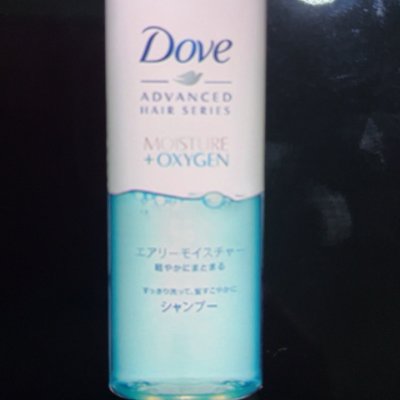 Dove
ADVANCED
HAIR SERIES
MOISTURE
+OXYGEN
エアリーモイスチャー
軽やかにまとまる
すっきり洗って、髪すこやかに
シャンプー